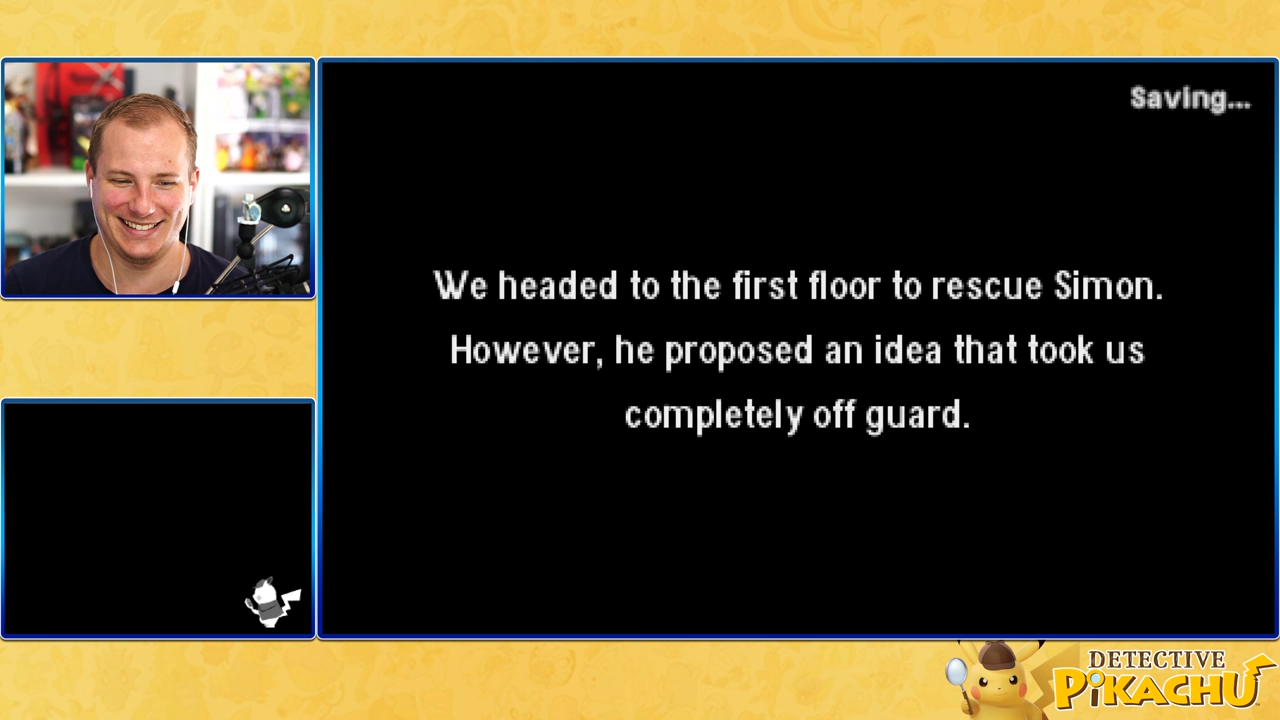 Saving...
We headed to the first floor to rescue Simon.
However, he proposed an idea that took us
completely off guard.
DETECTIVE
PiKACHU